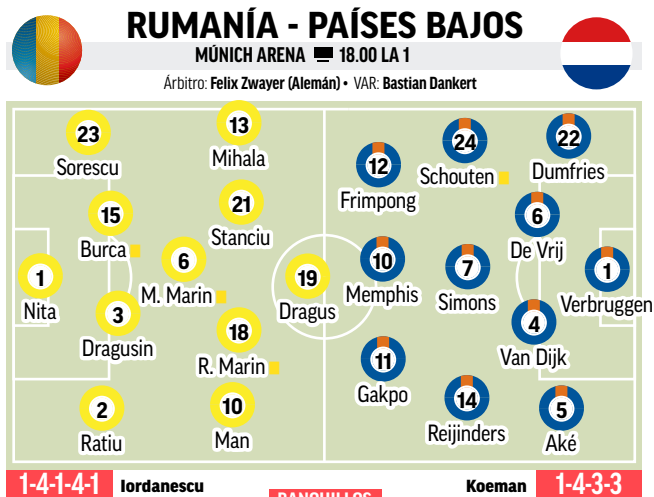 RUMANÍA - PAÍSES BAJOS
MÚNICH ARENA 18.00 LA 1
Árbitro: Felix Zwayer (Alemán) • VAR: Bastian Dankert
23
Sorescu
13
Mihala
15
Burca
21
Stanciu
1
Nita
6
M. Marin
19
Dragus
3
Dragusin
18
R. Marin
2
Ratiu
10
Man
12
Frimpong
24
Schouten
22
Dumfries
10
Memphis
7
Simons
6
De Vrij
1
Verbruggen
4
Van Dijk
11
Gakpo
14
Reijinders
5
Aké
1-4-1-4-1 Iordanescu
BANQUILLOS
Koeman 1-4-3-3